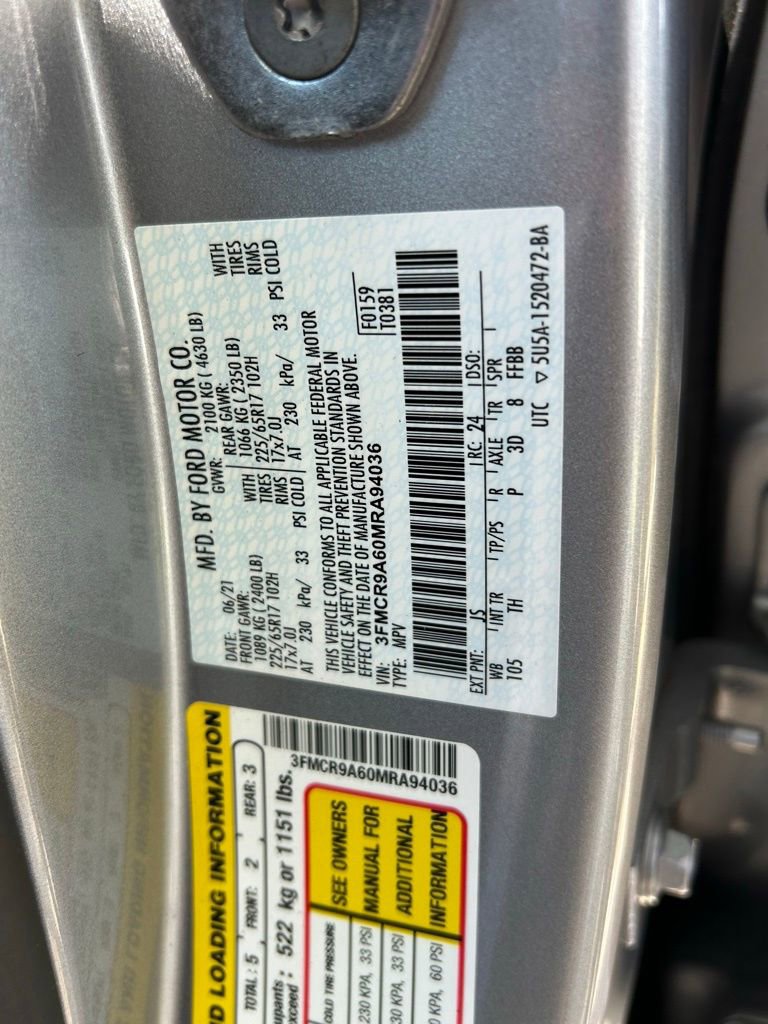 MFD. BY FORD MOTOR CO.
DATE: 06/21 GVWR: 2100 KG ( 4630 LB)
FRONT GAWR: REAR GAWR:
1089 KG ( 2400 LB) WITH 1066 KG ( 2350 LB) WITH
225/65R17 102H TIRES 225/65R17 102H TIRES
17x7.0J RIMS 17x7.0J RIMS
AT 230 kPa/ 33 PSI COLD AT 230 kPa/ 33 PSI COLD
THIS VEHICLE CONFORMS TO ALL APPLICABLE FEDERAL MOTOR
VEHICLE SAFETY AND THEFT PREVENTION STANDARDS IN
EFFECT ON THE DATE OF MANUFACTURE SHOWN ABOVE.
VIN: 3FMCR9A60MRA94036 F0159
TYPE: MPV T0381
EXT PNT: JS RC: 24 DSO:
WB INT TR TP/PS R AXLE TR SPR
105 TH P 3D 8 FFBB
UTC ▽ 5U5A-1520472-BA
LOADING INFORMATION
TOTAL : 5 FRONT: 2 REAR: 3
522 kg or 1151 lbs.
3FMCR9A60MRA94036
COLD TIRE PRESSURE
230 KPA, 33 PSI
33 PSI
60 PSI
SEE OWNERS
MANUAL FOR
ADDITIONAL
INFORMATION